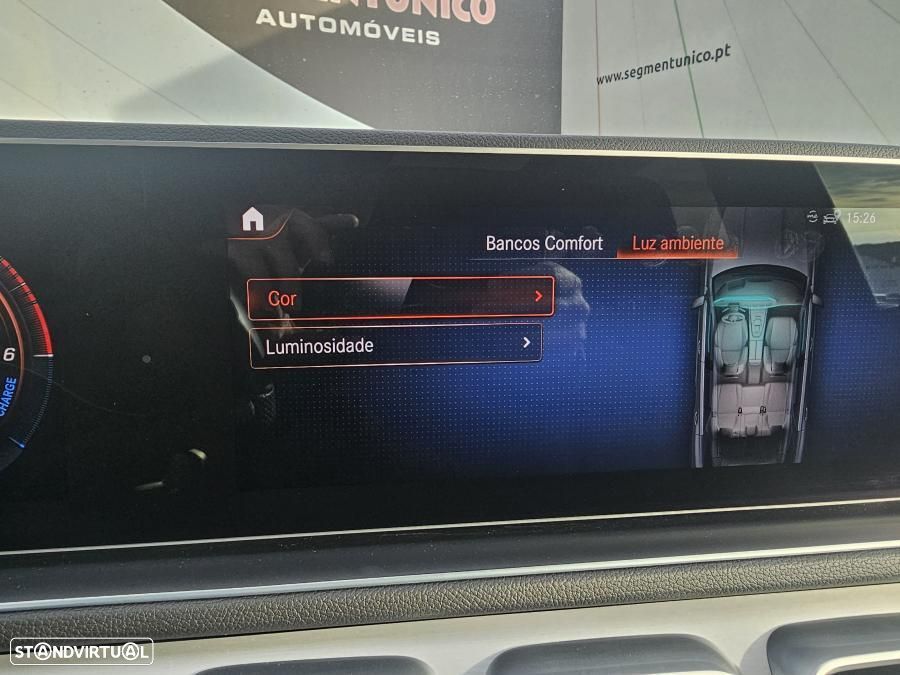 AUTOMÓVEIS
www.segmentunico.pt
15:26
Bancos Comfort
Luz ambiente
Cor
Luminosidade
6
CHARGE
STANDVIRTUAL